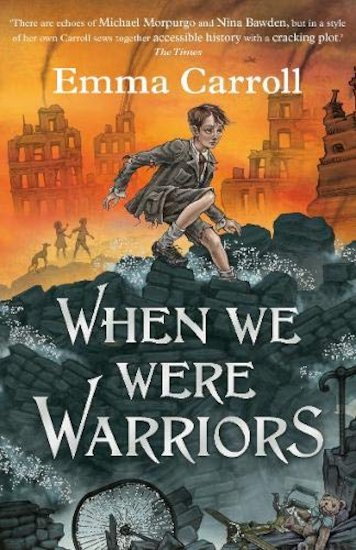 'There are echoes of Michael Morpurgo and Nina Bawden, but in a style
of her own Carroll sews together accessible history with a cracking plot.'
The Times
Emma Carroll
WHEN WE
WERE
WARRIORS